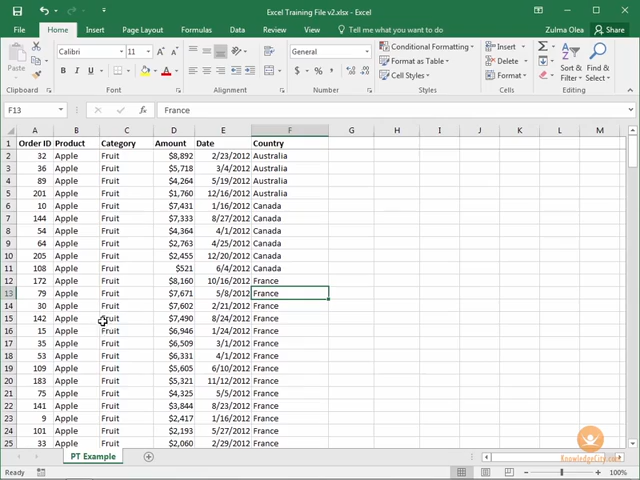 Excel Training File v2.xlsx - Excel
File Home Insert Page Layout Formulas Data Review View Tell me what you want to do Zulma Olea Share
Paste Calibri 11 General Conditional Formatting Insert
Format as Table Delete Sort & Find &
Cell Styles Format Filter Select
Clipboard Font Alignment Number Styles Cells Editing
F13 France
A B C D E F G H I J K L M
1 Order ID Product Category Amount Date Country
2 32 Apple Fruit $8,892 2/23/2012 Australia
3 36 Apple Fruit $5,718 3/4/2012 Australia
4 89 Apple Fruit $4,264 5/19/2012 Australia
5 201 Apple Fruit $1,760 12/16/2012 Australia
6 10 Apple Fruit $7,431 1/16/2012 Canada
7 144 Apple Fruit $7,333 8/27/2012 Canada
8 54 Apple Fruit $4,364 4/1/2012 Canada
9 64 Apple Fruit $2,763 4/25/2012 Canada
10 205 Apple Fruit $2,455 12/20/2012 Canada
11 108 Apple Fruit $521 6/4/2012 Canada
12 172 Apple Fruit $8,160 10/16/2012 France
13 79 Apple Fruit $7,671 5/8/2012 France
14 30 Apple Fruit $7,602 2/21/2012 France
15 142 Apple Fruit $7,490 8/24/2012 France
16 15 Apple Fruit $6,946 1/24/2012 France
17 35 Apple Fruit $6,509 3/1/2012 France
18 53 Apple Fruit $6,331 4/1/2012 France
19 109 Apple Fruit $5,605 6/10/2012 France
20 183 Apple Fruit $5,321 11/12/2012 France
21 75 Apple Fruit $4,325 5/5/2012 France
22 141 Apple Fruit $3,844 8/23/2012 France
23 9 Apple Fruit $2,417 1/16/2012 France
24 101 Apple Fruit $2,193 5/27/2012 France
25 33 Apple Fruit $2,060 2/29/2012 France
PT Example
KnowledgeCity.com
Ready 100%